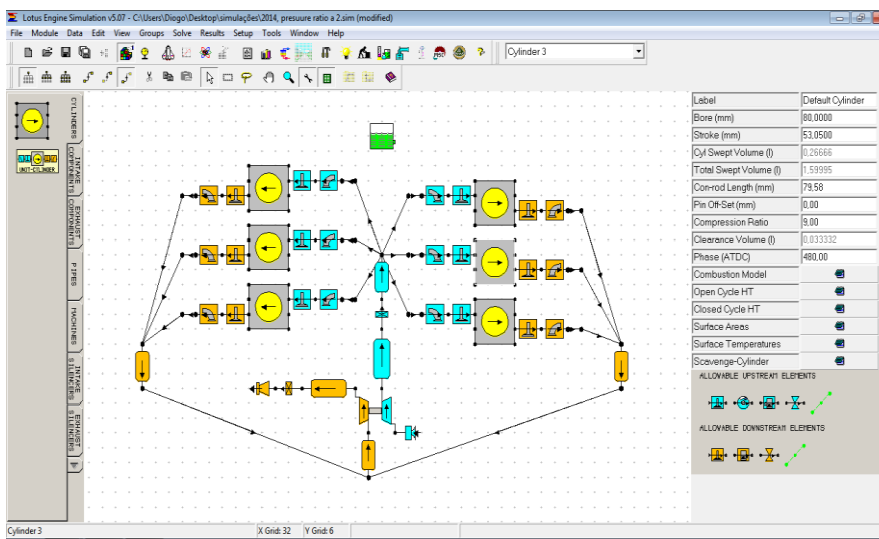 Lotus Engine Simulation v5.07 - C:\Users\Diogo\Desktop\simulações\2014, presuure ratio a 2.sim (modified)
File Module Data Edit View Groups Solve Results Setup Tools Window Help
Cylinder 3
CYLINDERS
INTAKE COMPONENTS
EXHAUST COMPONENTS
PIPES
MACHINES
INTAKE SILENCERS
EXHAUST SILENCERS
UNIT-CYLINDER
Label Default Cylinder
Bore (mm) 80,0000
Stroke (mm) 53,0500
Cyl Swept Volume (l) 0,26666
Total Swept Volume (l) 1,59995
Con-rod Length (mm) 79,58
Pin Off-Set (mm) 0,00
Compression Ratio 9,00
Clearance Volume (l) 0,033332
Phase (ATDC) 480,00
Combustion Model
Open Cycle HT
Closed Cycle HT
Surface Areas
Surface Temperatures
Scavenge-Cylinder
ALLOWABLE UPSTREAM ELEMENTS
ALLOWABLE DOWNSTREAM ELEMENTS
Cylinder 3 X Grid: 32 Y Grid: 6